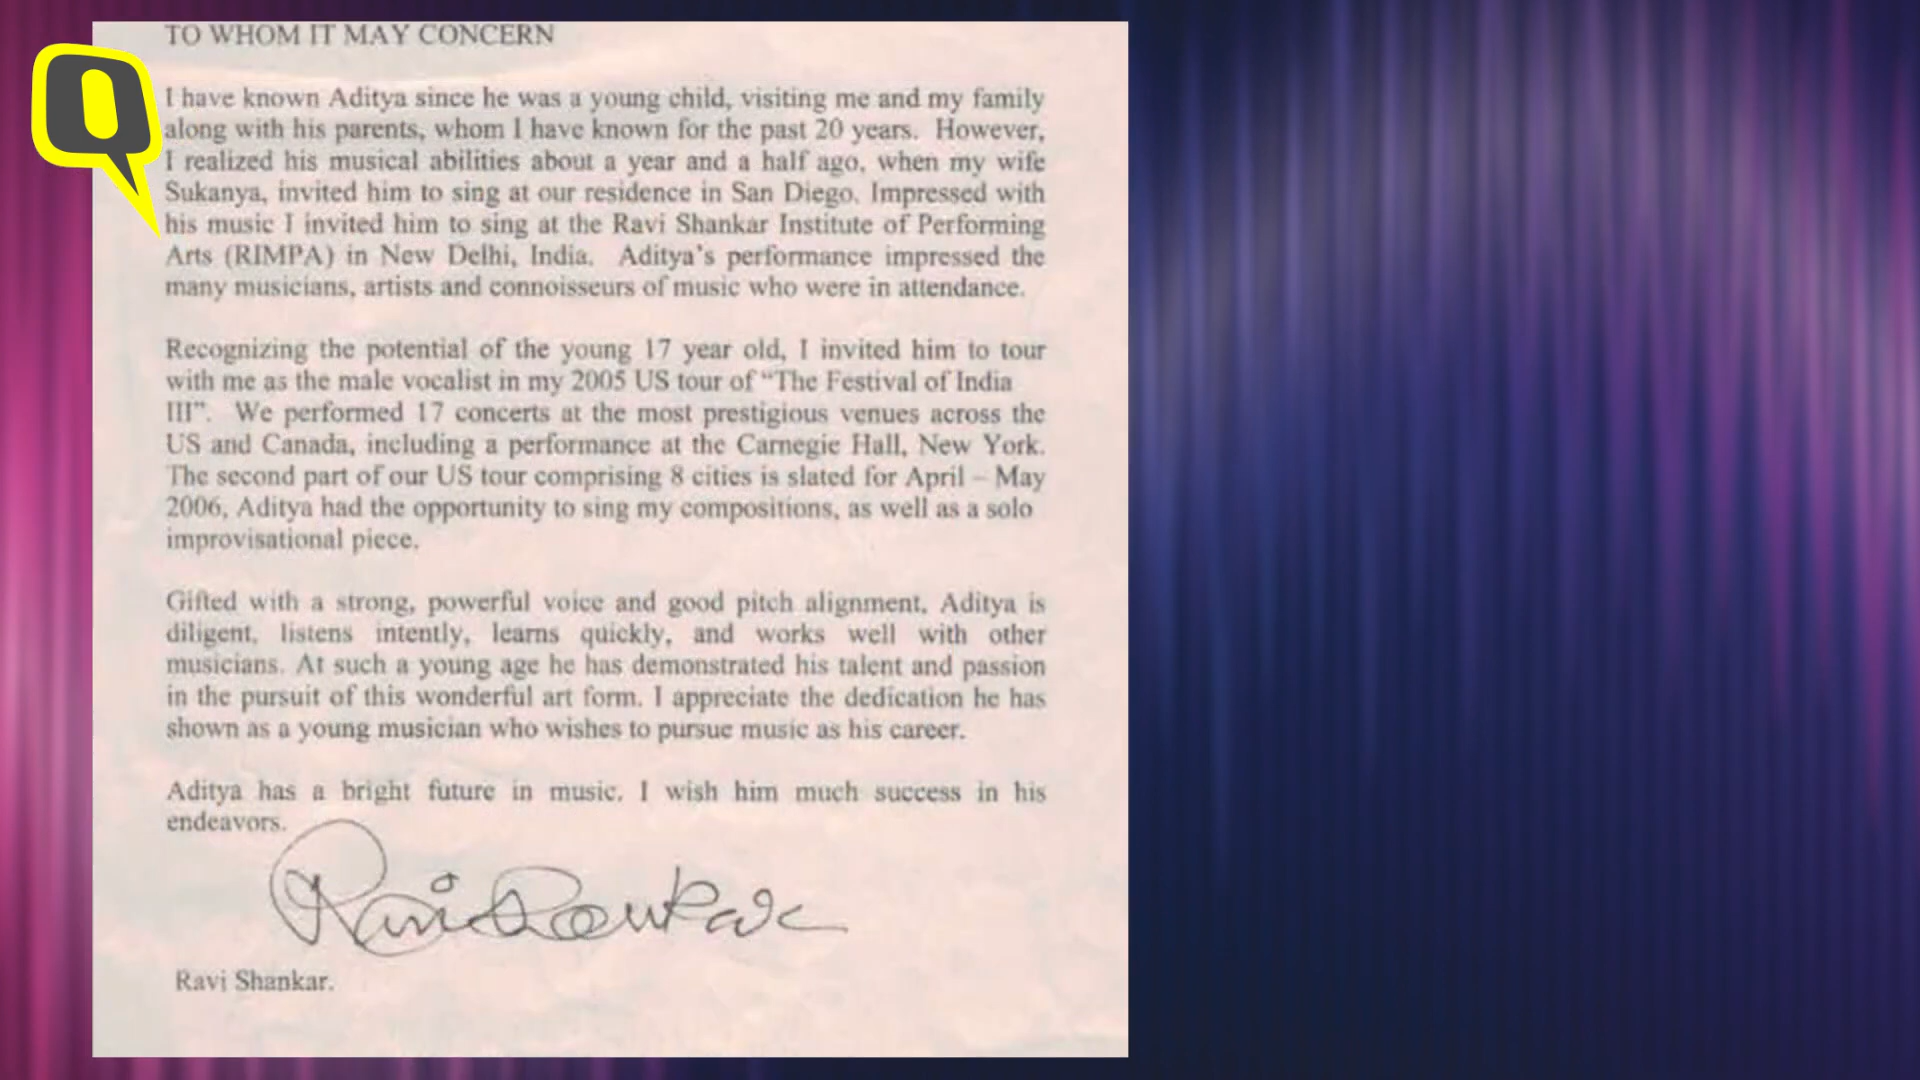 TO WHOM IT MAY CONCERN
I have known Aditya since he was a young child, visiting me and my family
along with his parents, whom I have known for the past 20 years. However,
I realized his musical abilities about a year and a half ago, when my wife
Sukanya, invited him to sing at our residence in San Diego. Impressed with
his music I invited him to sing at the Ravi Shankar Institute of Performing
Arts (RIMPA) in New Delhi, India. Aditya's performance impressed the
many musicians, artists and connoisseurs of music who were in attendance.
Recognizing the potential of the young 17 year old, I invited him to tour
with me as the male vocalist in my 2005 US tour of "The Festival of India
III". We performed 17 concerts at the most prestigious venues across the
US and Canada, including a performance at the Carnegie Hall, New York.
The second part of our US tour comprising 8 cities is slated for April – May
2006, Aditya had the opportunity to sing my compositions, as well as a solo
improvisational piece.
Gifted with a strong, powerful voice and good pitch alignment, Aditya is
diligent, listens intently, learns quickly, and works well with other
musicians. At such a young age he has demonstrated his talent and passion
in the pursuit of this wonderful art form. I appreciate the dedication he has
shown as a young musician who wishes to pursue music as his career.
Aditya has a bright future in music. I wish him much success in his
endeavors.
Ravi Shankar
Ravi Shankar.
Q